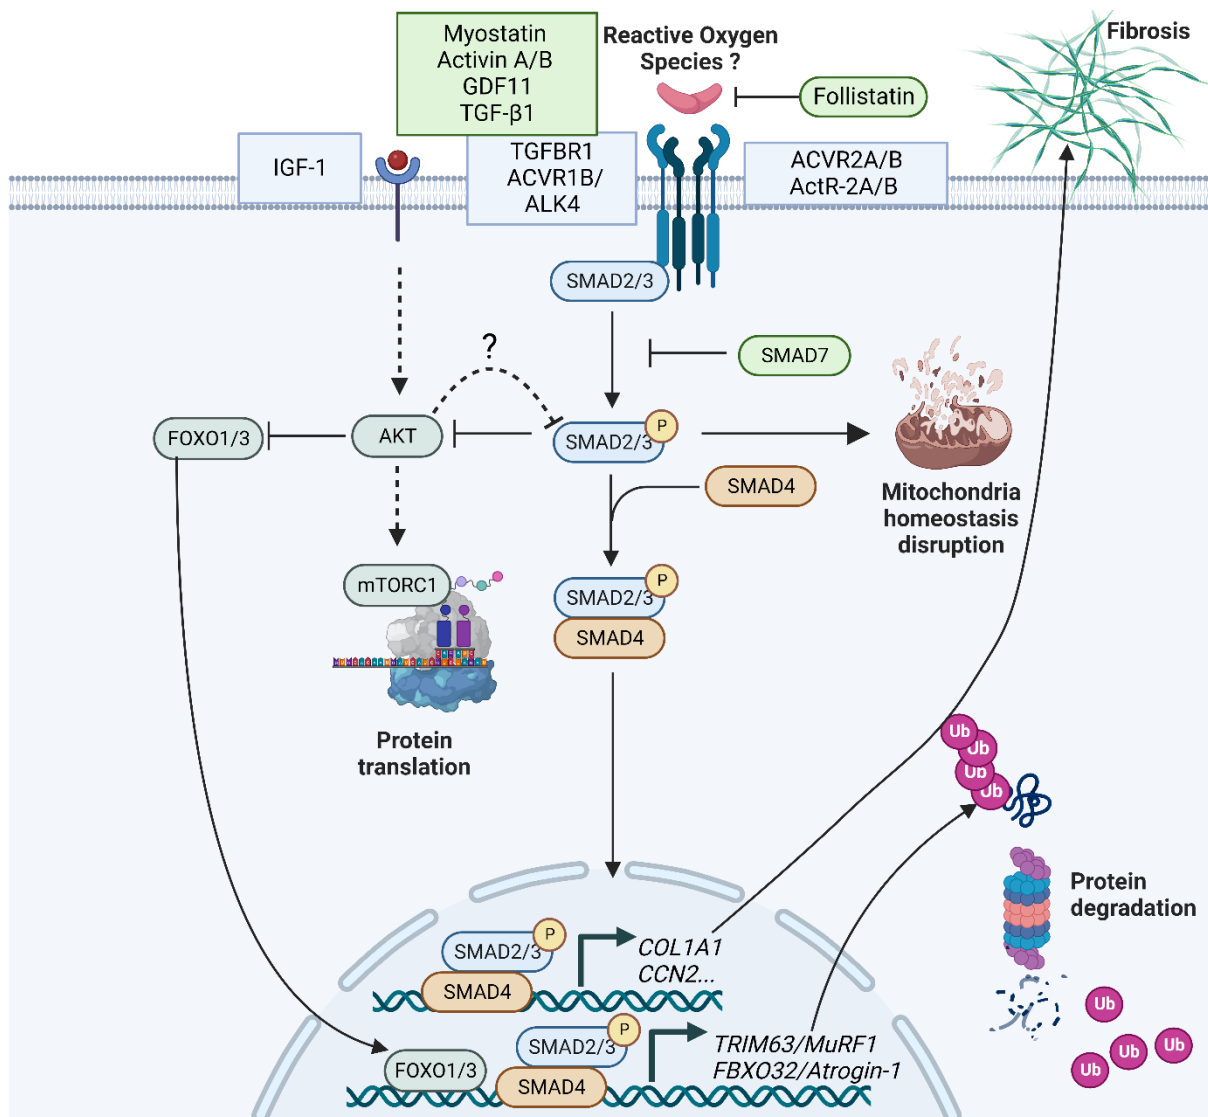 Myostatin
Activin A/B
GDF11
TGF-β1
Reactive Oxygen
Species ?
Follistatin
Fibrosis
IGF-1
TGFBR1
ACVR1B/
ALK4
ACVR2A/B
ActR-2A/B
SMAD2/3
?
SMAD7
FOXO1/3
AKT
SMAD2/3
P
SMAD4
Mitochondria
homeostasis
disruption
mTORC1
SMAD2/3
P
SMAD4
Protein
translation
Ub
Ub
Ub
Ub
Protein
degradation
SMAD2/3
P
SMAD4
COL1A1
CCN2...
Ub
Ub
Ub
Ub
FOXO1/3
SMAD2/3
P
SMAD4
TRIM63/MuRF1
FBXO32/Atrogin-1